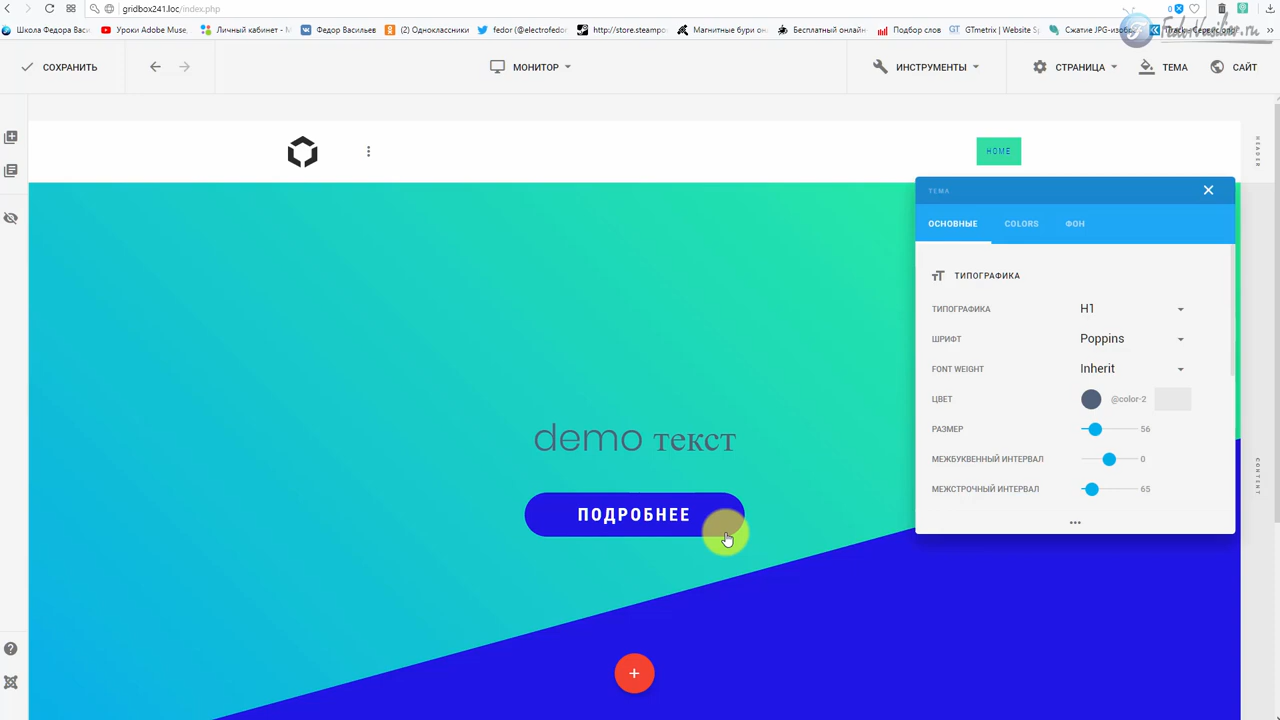 gridbox241.loc/index.php
0
Школа Федора Васи
Уроки Adobe Muse,
Личный кабинет - М
Федор Васильев
(2) Одноклассники
fedor (@electrofedor
http://store.steampo
Магнитные бури он
Бесплатный онлайн
Подбор слов
GTmetrix | Website Sp
Сжатие JPG-изобр
СОХРАНИТЬ
МОНИТОР
ИНСТРУМЕНТЫ
СТРАНИЦА
ТЕМА
САЙТ
HOME
HEADER
ТЕМА
ОСНОВНЫЕ
COLORS
ФОН
тТ ТИПОГРАФИКА
ТИПОГРАФИКА H1
ШРИФТ Poppins
FONT WEIGHT Inherit
ЦВЕТ @color-2
РАЗМЕР 56
МЕЖБУКВЕННЫЙ ИНТЕРВАЛ 0
МЕЖСТРОЧНЫЙ ИНТЕРВАЛ 65
demo текст
ПОДРОБНЕЕ
CONTENT